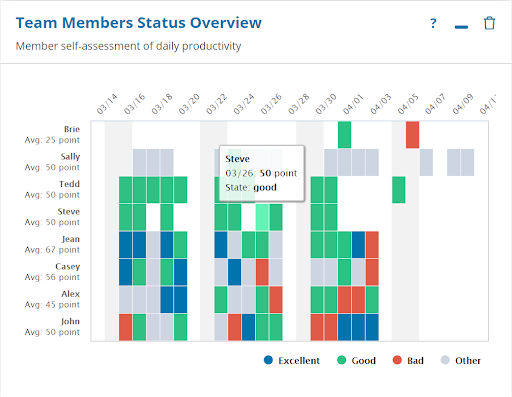 Team Members Status Overview
?
Member self-assessment of daily productivity
03/14 03/16 03/18 03/20 03/22 03/24 03/26 03/28 03/30 04/01 04/03 04/05 04/07 04/09
Brie
Avg: 25 point
Sally
Avg: 50 point
Tedd
Avg: 50 point
Steve
Avg: 50 point
Jean
Avg: 67 point
Casey
Avg: 56 point
Alex
Avg: 45 point
John
Avg: 50 point
Steve
03/26: 50 point
State: good
Excellent Good Bad Other